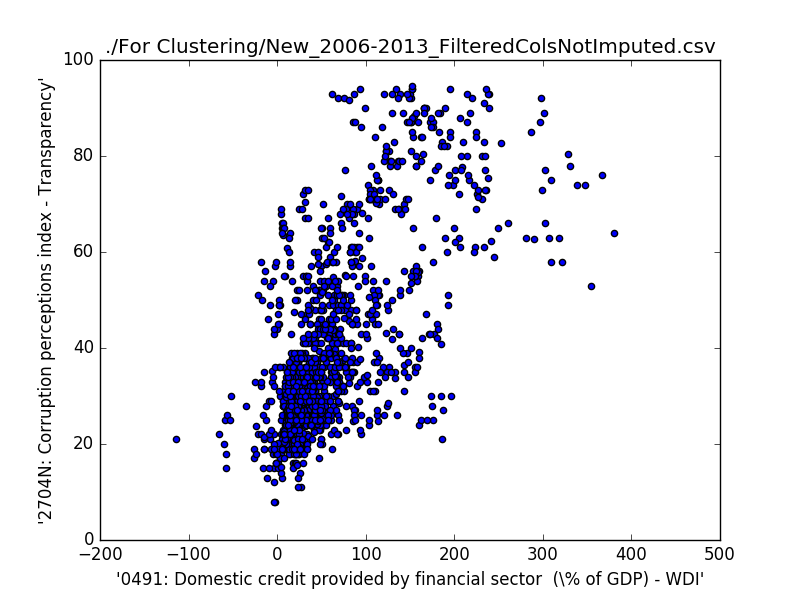 ./For Clustering/New_2006-2013_FilteredColsNotImputed.csv
100
80
60
40
20
0
'2704N: Corruption perceptions index - Transparency'
−200 −100 0 100 200 300 400 500
'0491: Domestic credit provided by financial sector  (\% of GDP) - WDI'